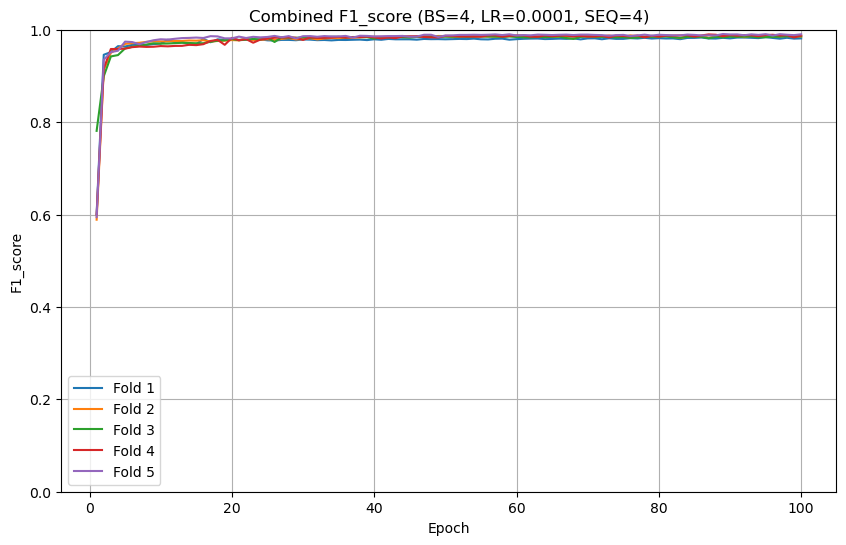 Combined F1_score (BS=4, LR=0.0001, SEQ=4)
1.0
0.8
0.6
0.4
0.2
0.0
F1_score
Fold 1
Fold 2
Fold 3
Fold 4
Fold 5
0 20 40 60 80 100
Epoch